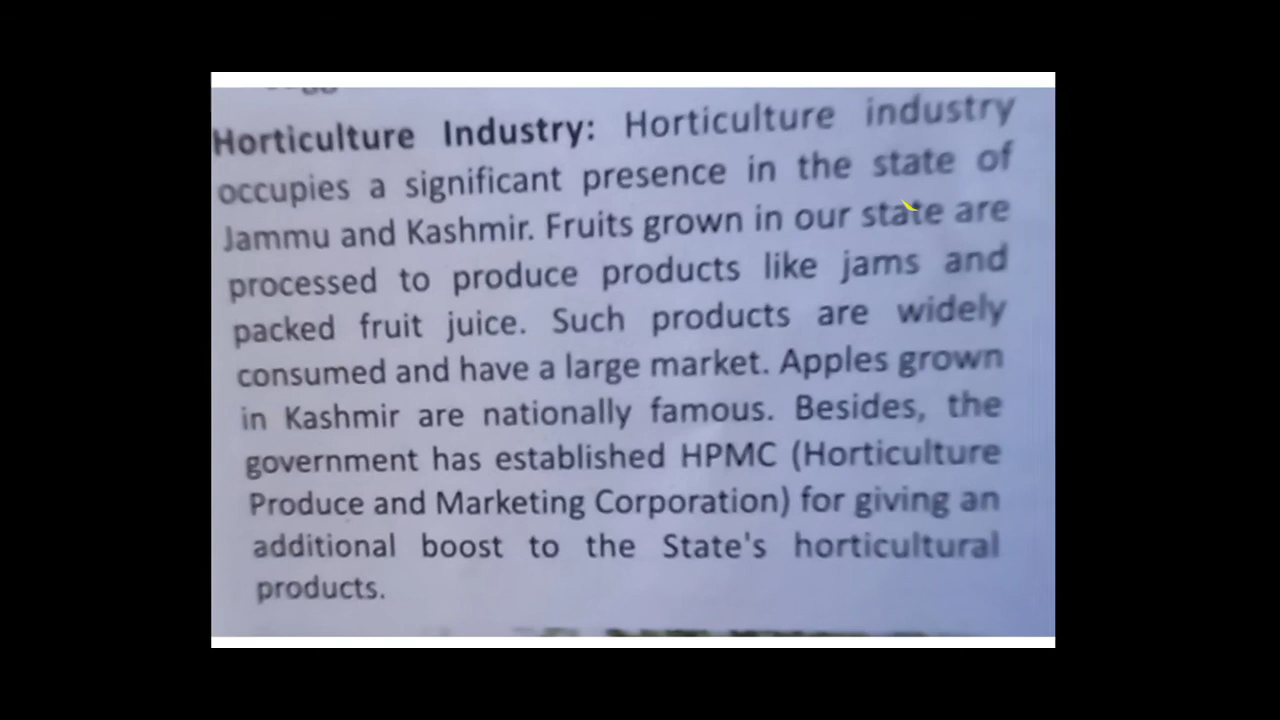 Horticulture Industry: Horticulture industry
occupies a significant presence in the state of
Jammu and Kashmir. Fruits grown in our state are
processed to produce products like jams and
packed fruit juice. Such products are widely
consumed and have a large market. Apples grown
in Kashmir are nationally famous. Besides, the
government has established HPMC (Horticulture
Produce and Marketing Corporation) for giving an
additional boost to the State's horticultural
products.